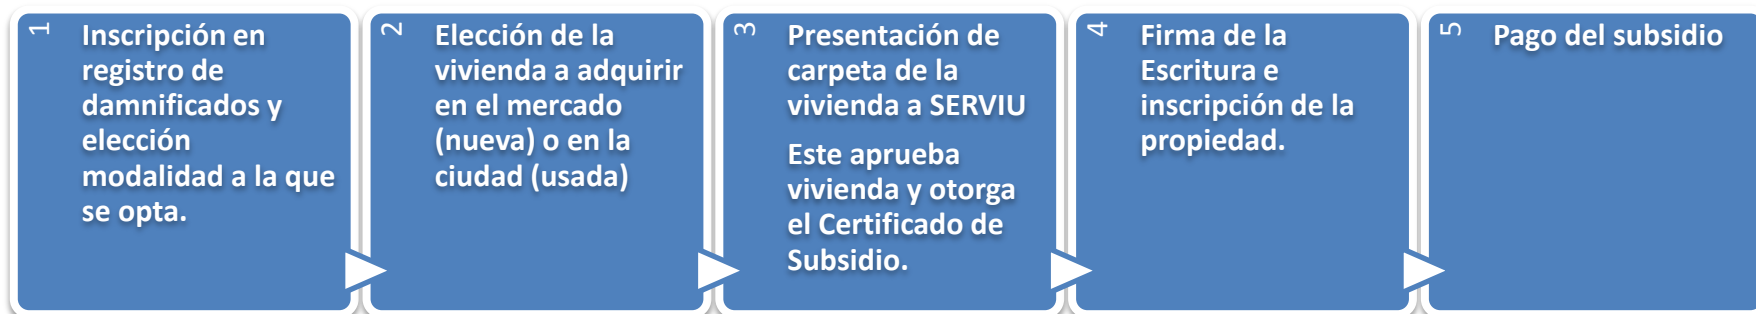 1
Inscripción en
registro de
damnificados y
elección
modalidad a la que
se opta.
2
Elección de la
vivienda a adquirir
en el mercado
(nueva) o en la
ciudad (usada)
3
Presentación de
carpeta de la
vivienda a SERVIU
Este aprueba
vivienda y otorga
el Certificado de
Subsidio.
4
Firma de la
Escritura e
inscripción de la
propiedad.
5
Pago del subsidio